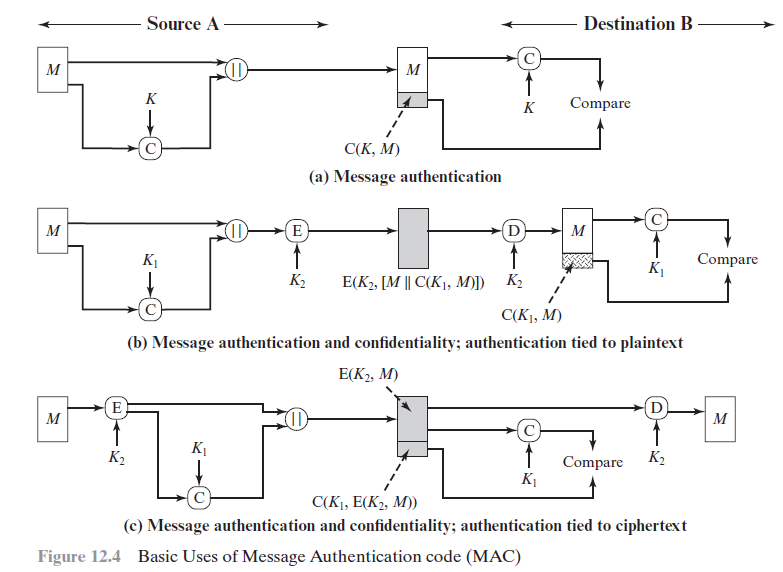 Source A
Destination B
M
||
M
C
K
C
K
Compare
C(K, M)
(a) Message authentication
M
||
E
D
M
C
K₁
C
K₂
E(K₂, [M || C(K₁, M)])
K₂
K₁
Compare
C(K₁, M)
(b) Message authentication and confidentiality; authentication tied to plaintext
E(K₂, M)
M
E
||
D
M
K₂
K₁
C
C
K₁
Compare
K₂
C(K₁, E(K₂, M))
(c) Message authentication and confidentiality; authentication tied to ciphertext
Figure 12.4 Basic Uses of Message Authentication code (MAC)